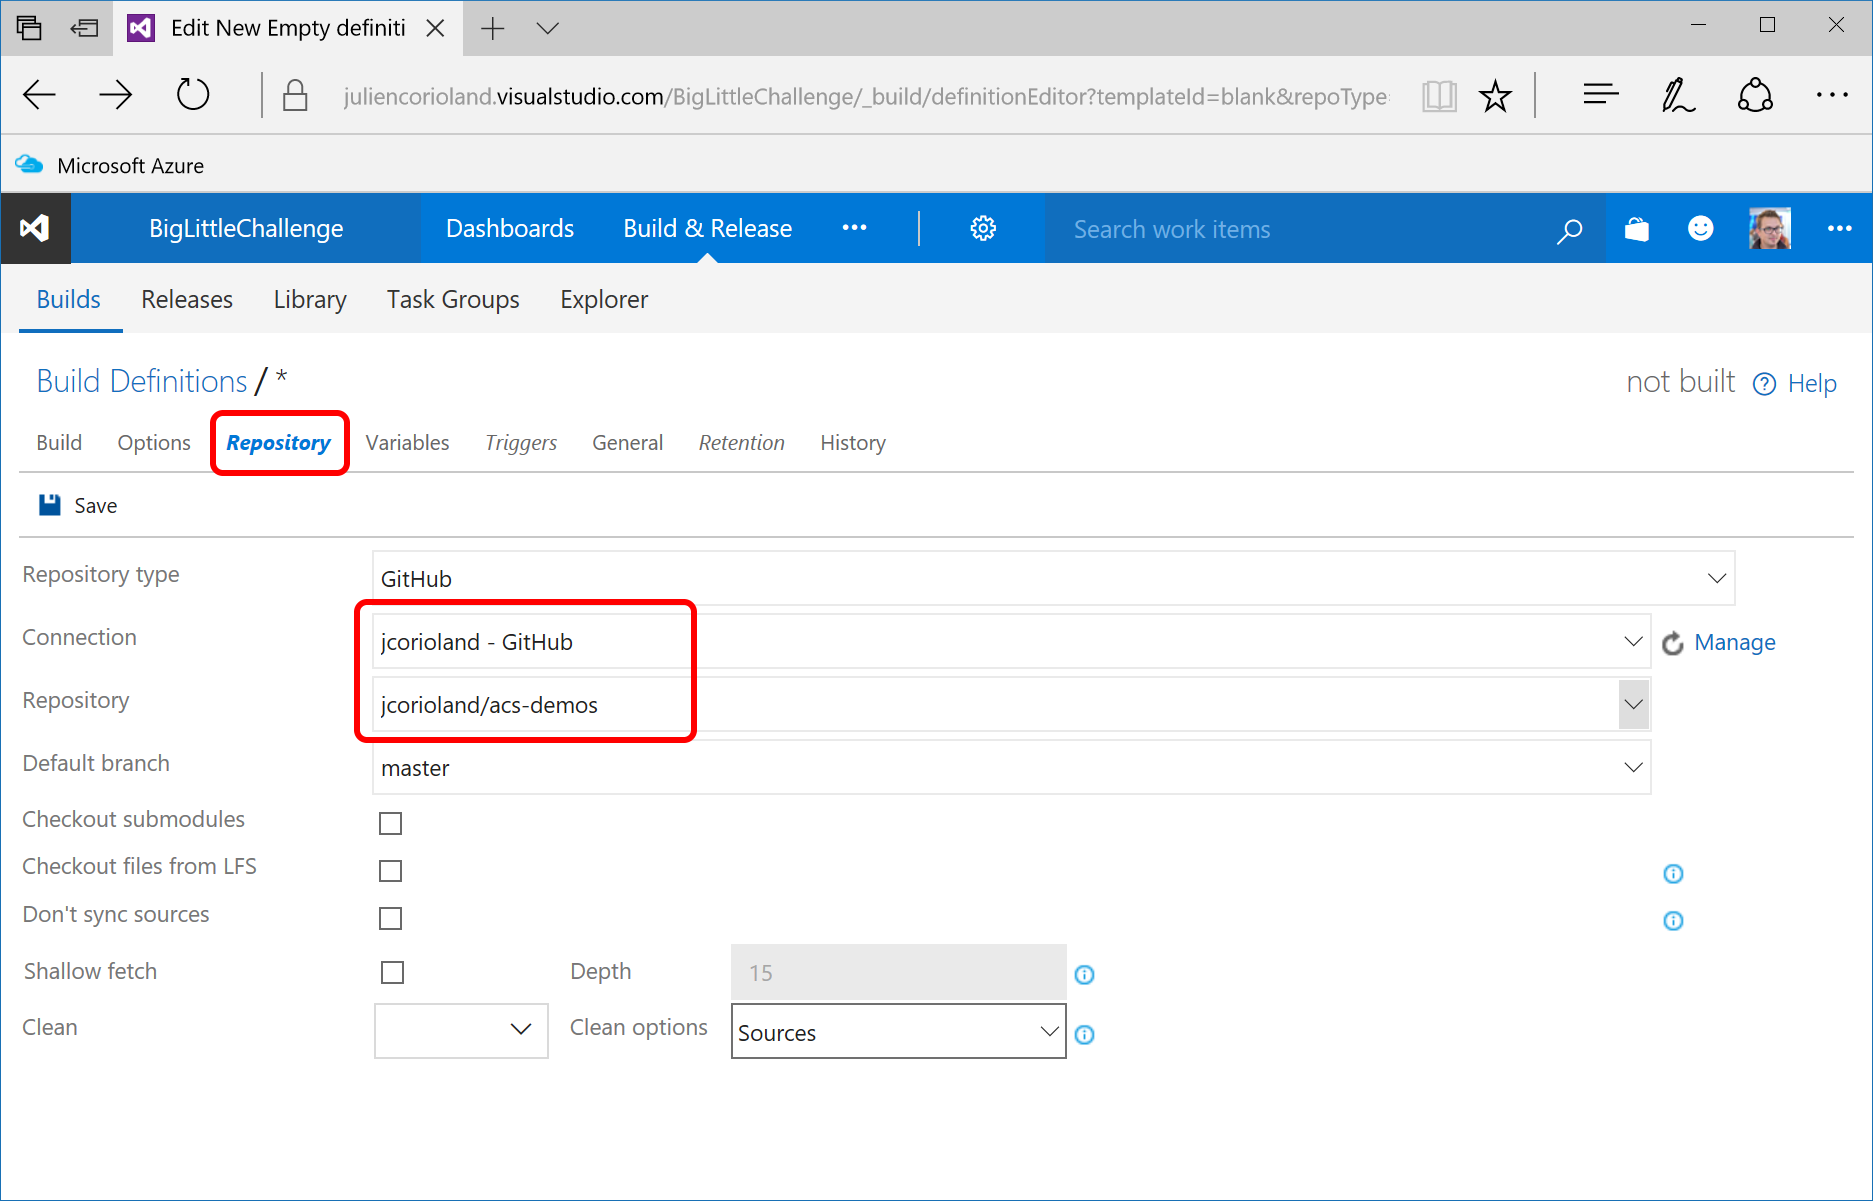 Edit New Empty definiti
juliencorioland.visualstudio.com/BigLittleChallenge/_build/definitionEditor?templateId=blank&repoType
Microsoft Azure
BigLittleChallenge Dashboards Build & Release ··· Search work items ···
Builds Releases Library Task Groups Explorer
Build Definitions / * not built Help
Build Options Repository Variables Triggers General Retention History
Save
Repository type GitHub
Connection jcorioland - GitHub Manage
Repository jcorioland/acs-demos
Default branch master
Checkout submodules
Checkout files from LFS
Don't sync sources
Shallow fetch Depth 15
Clean Clean options Sources